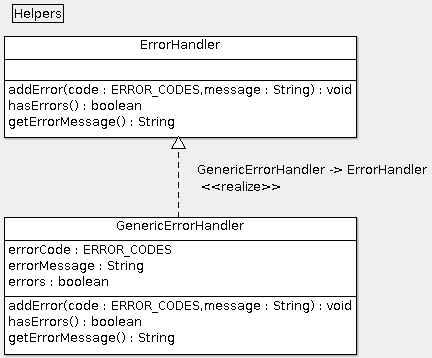 Helpers
ErrorHandler
addError(code : ERROR_CODES,message : String) : void
hasErrors() : boolean
getErrorMessage() : String
GenericErrorHandler -> ErrorHandler
<<realize>>
GenericErrorHandler
errorCode : ERROR_CODES
errorMessage : String
errors : boolean
addError(code : ERROR_CODES,message : String) : void
hasErrors() : boolean
getErrorMessage() : String